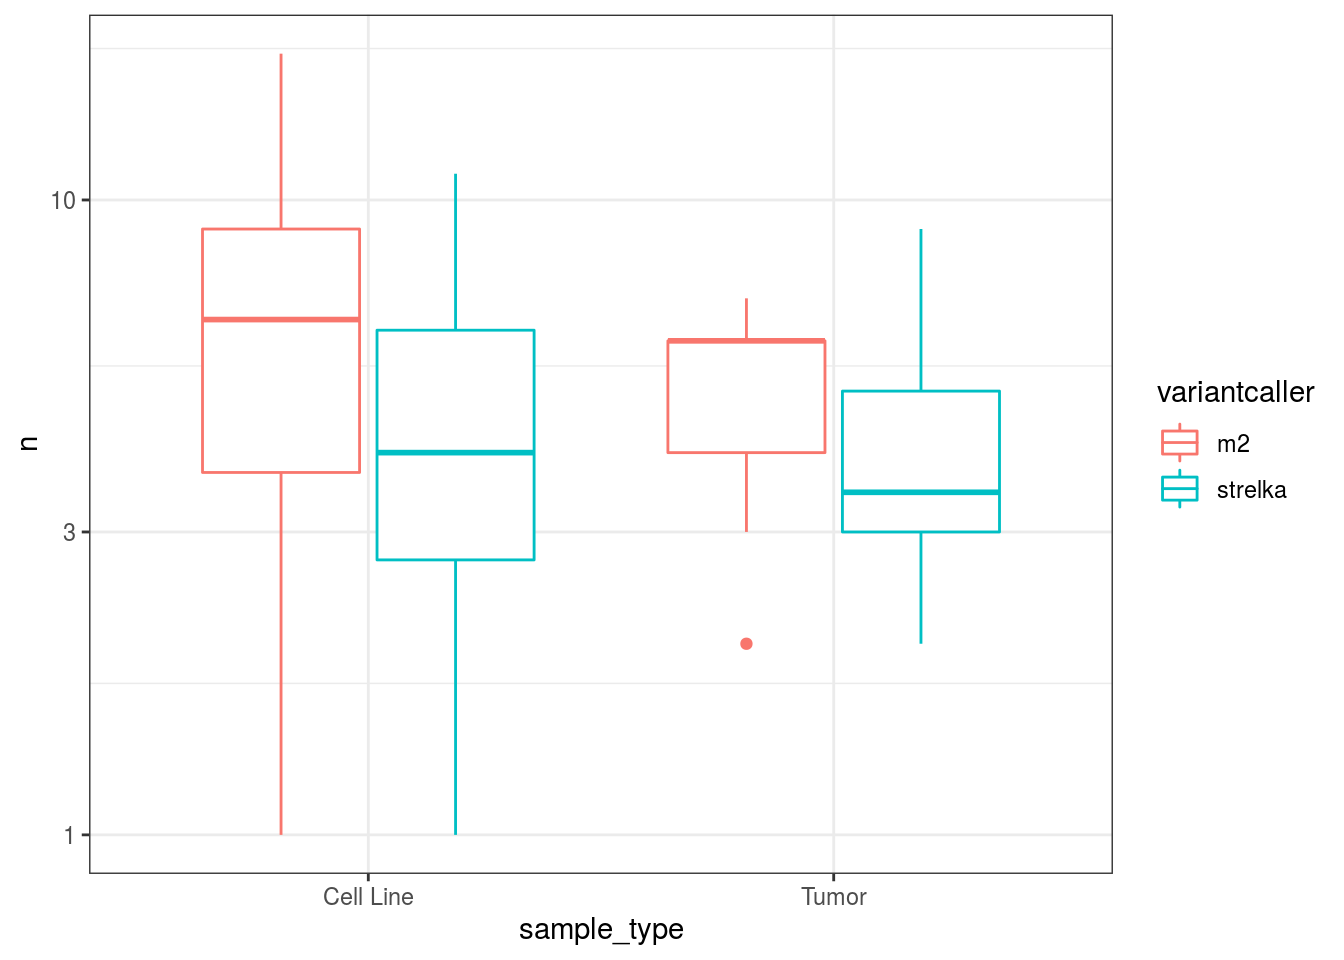 n
10
3
1
Cell Line
Tumor
sample_type
variantcaller
m2
strelka